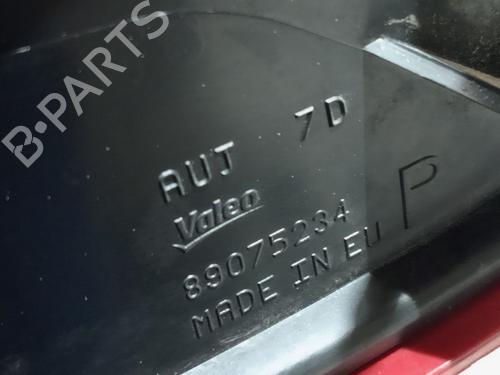 B-PARTS
AUT 7D
Valeo
89075234
MADE IN EU
P